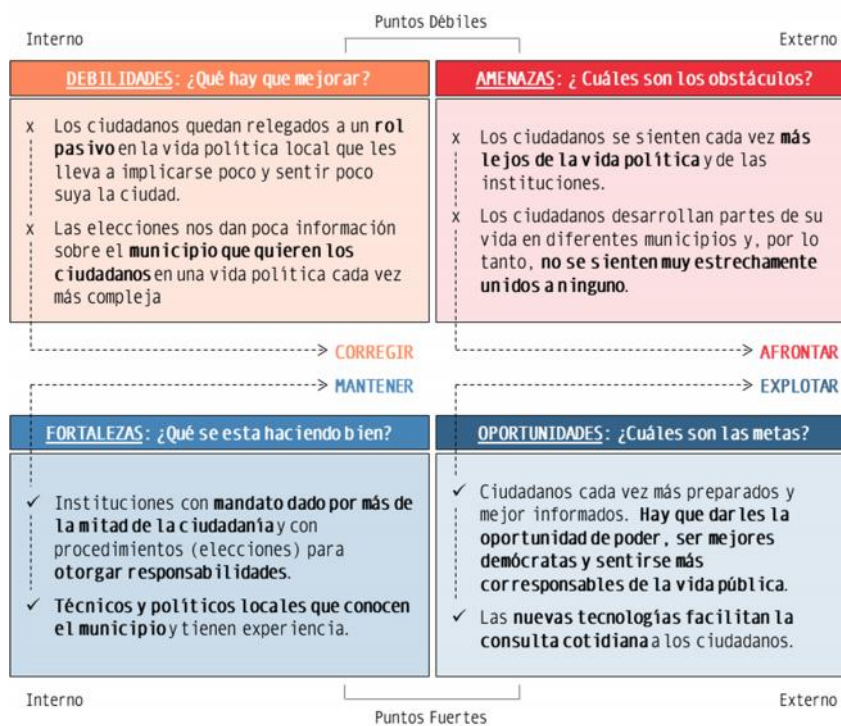 Puntos Débiles
Interno
Externo
DEBILIDADES: ¿Qué hay que mejorar?
x Los ciudadanos quedan relegados a un rol
pasivo en la vida política local que les
lleva a implicarse poco y sentir poco
suya la ciudad.
x Las elecciones nos dan poca información
sobre el municipio que quieren los
ciudadanos en una vida política cada vez
más compleja
AMENAZAS: ¿ Cuáles son los obstáculos?
x Los ciudadanos se sienten cada vez más
lejos de la vida política y de las
instituciones.
x Los ciudadanos desarrollan partes de su
vida en diferentes municipios y, por lo
tanto, no se sienten muy estrechamente
unidos a ninguno.
CORREGIR
AFRONTAR
MANTENER
EXPLOTAR
FORTALEZAS: ¿Qué se esta haciendo bien?
✓ Instituciones con mandato dado por más de
la mitad de la ciudadanía y con
procedimientos (elecciones) para
otorgar responsabilidades.
✓ Técnicos y políticos locales que conocen
el municipio y tienen experiencia.
OPORTUNIDADES: ¿Cuáles son las metas?
✓ Ciudadanos cada vez más preparados y
mejor informados. Hay que darles la
oportunidad de poder, ser mejores
demócratas y sentirse más
corresponsables de la vida pública.
✓ Las nuevas tecnologías facilitan la
consulta cotidiana a los ciudadanos.
Interno
Externo
Puntos Fuertes